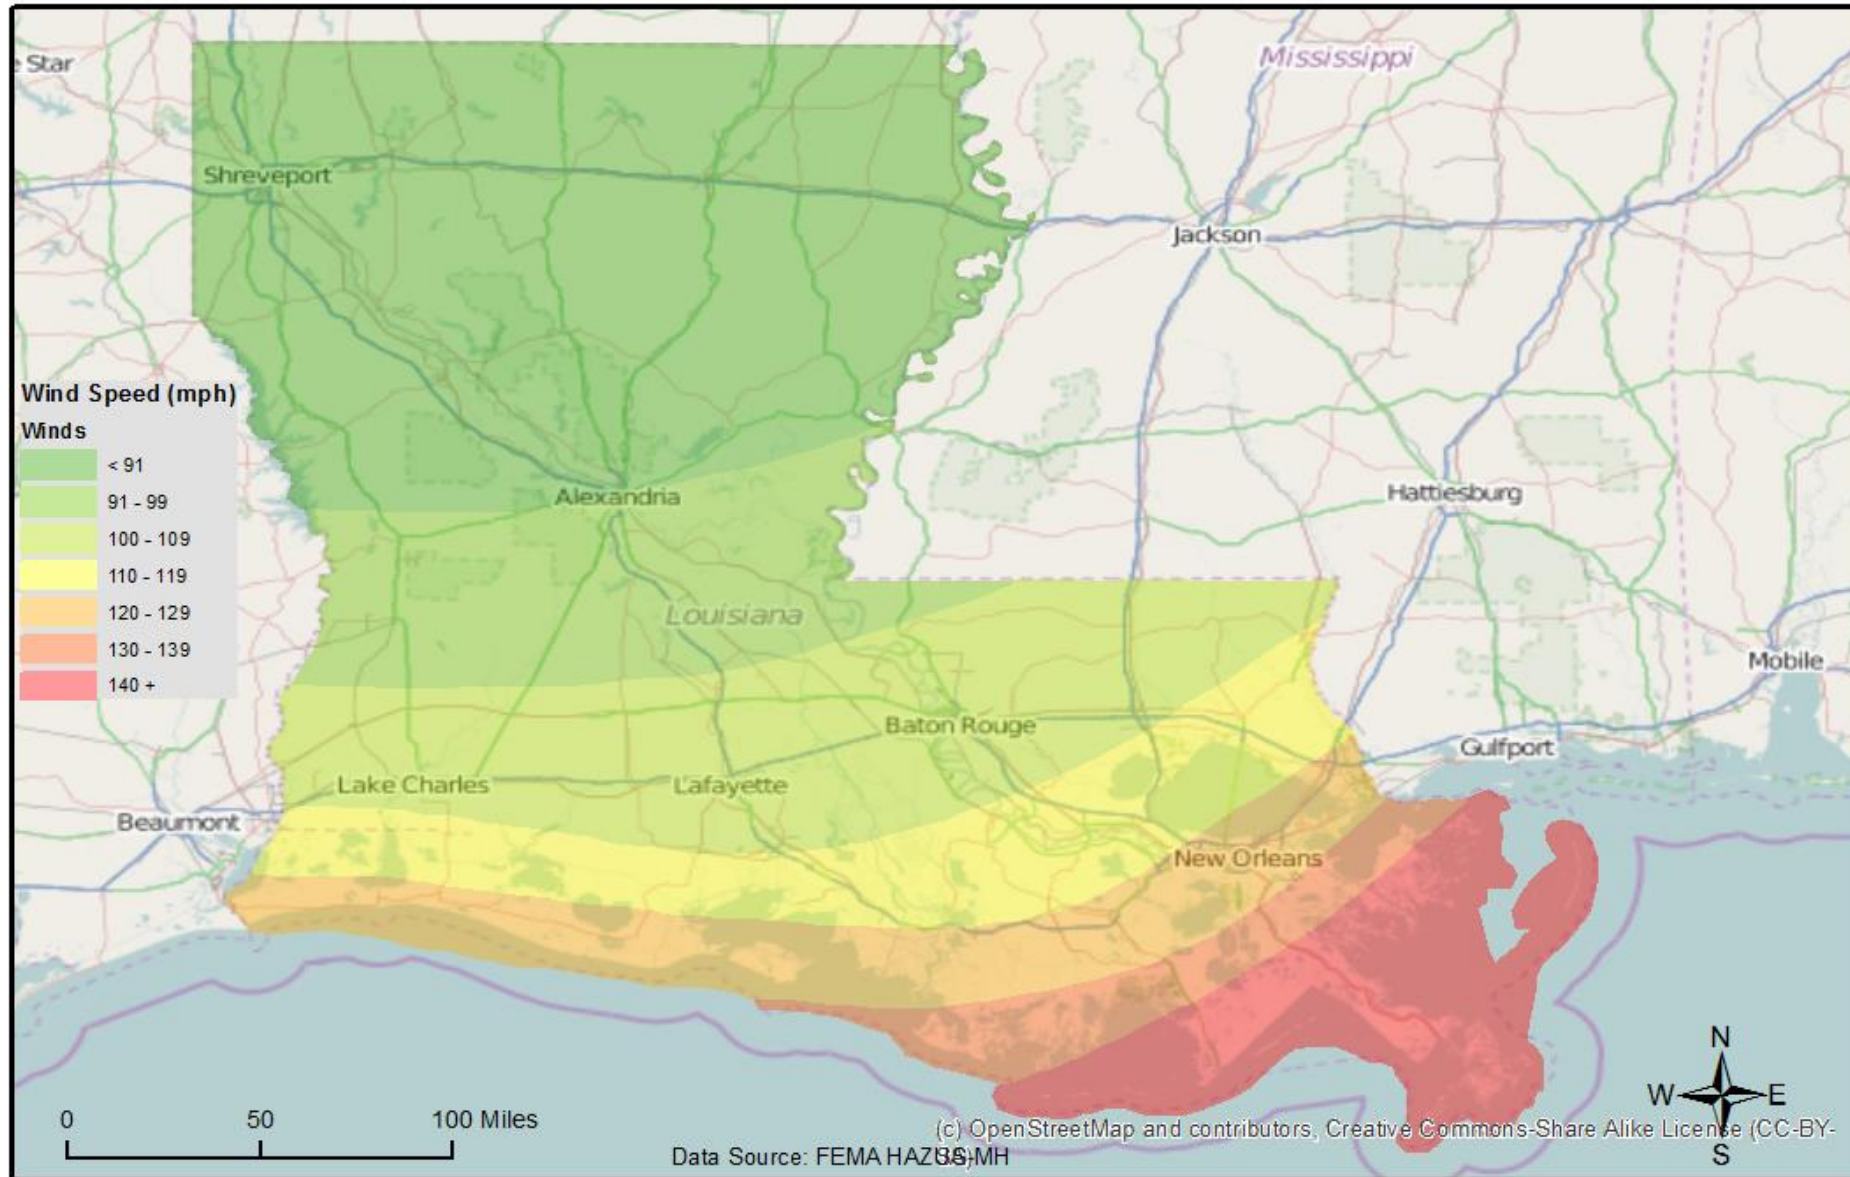 Mississippi
e Star
Shreveport
Jackson
Wind Speed (mph)
Winds
< 91
91 - 99
100 - 109
110 - 119
120 - 129
130 - 139
140 +
Alexandria
Hattiesburg
Louisiana
Mobile
Baton Rouge
Gulfport
Lake Charles
Lafayette
Beaumont
New Orleans
N
W
E
S
0 50 100 Miles
(c) OpenStreetMap and contributors, Creative Commons-Share Alike License (CC-BY-
Data Source: FEMA HAZUS-MH